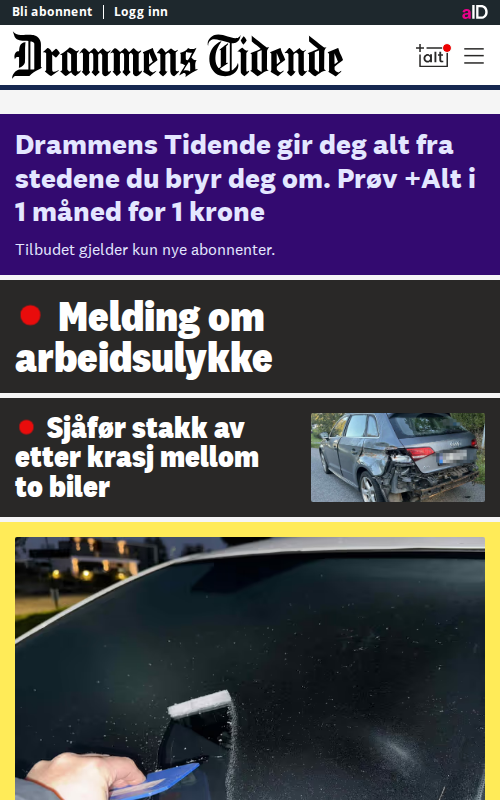 Bli abonnent | Logg inn
aID
Drammens Tidende
+alt
Drammens Tidende gir deg alt fra
stedene du bryr deg om. Prøv +Alt i
1 måned for 1 krone
Tilbudet gjelder kun nye abonnenter.
Melding om
arbeidsulykke
Sjåfør stakk av
etter krasj mellom
to biler